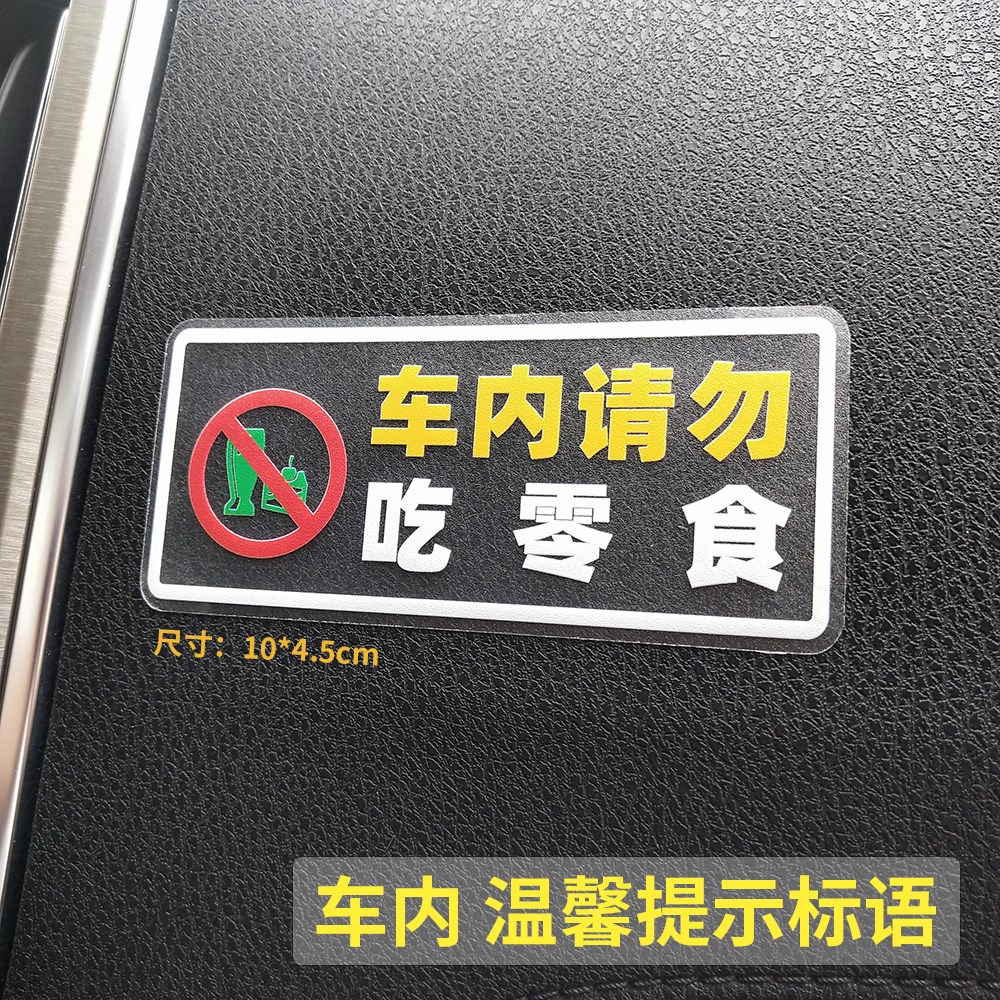 车内请勿
吃零食
尺寸：10*4.5cm
车内 温馨提示标语